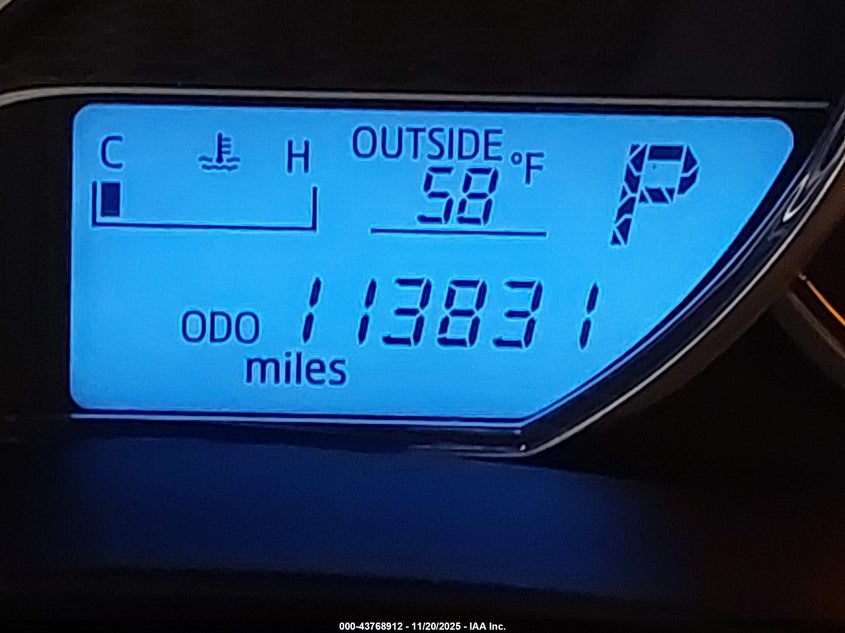 C H OUTSIDE °F P
58
ODO 113831
miles
000-43768912 - 11/20/2025 - IAA Inc.